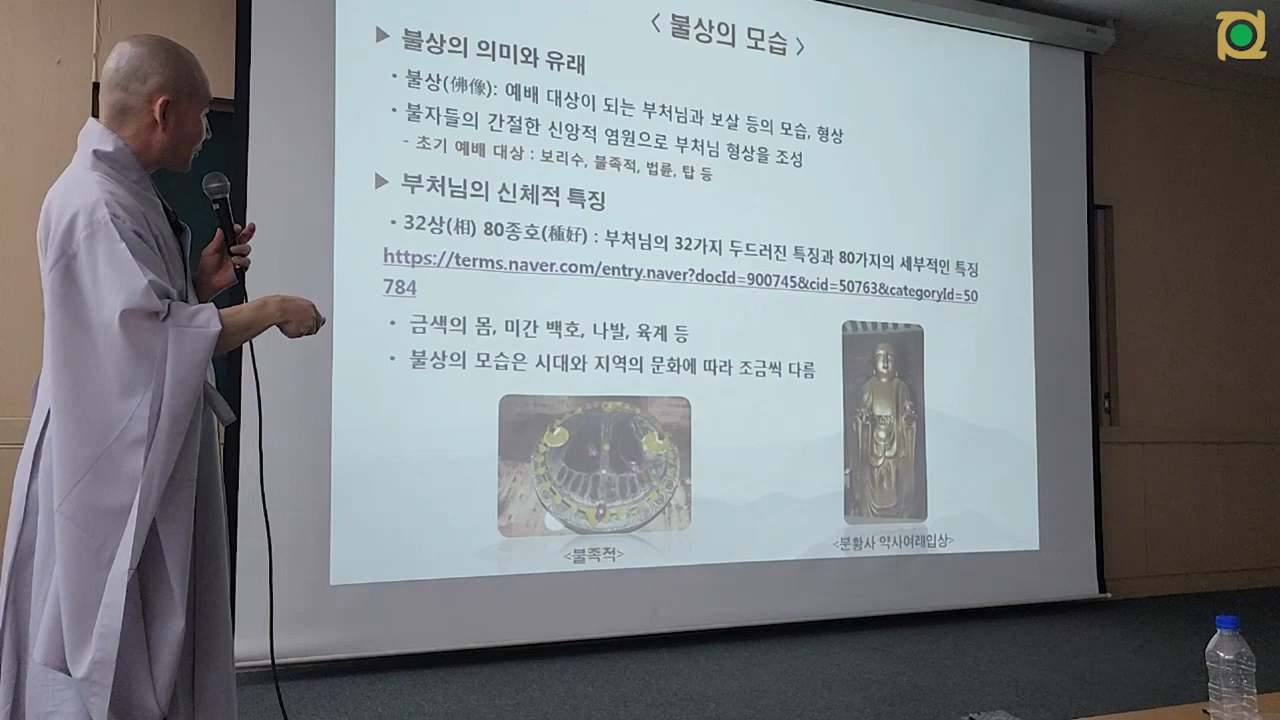 < 불상의 모습 >
▶ 불상의 의미와 유래
• 불상(佛像): 예배 대상이 되는 부처님과 보살 등의 모습, 형상
• 불자들의 간절한 신앙적 염원으로 부처님 형상을 조성
- 초기 예배 대상 : 보리수, 불족적, 법륜, 탑 등
▶ 부처님의 신체적 특징
• 32상(相) 80종호(種好) : 부처님의 32가지 두드러진 특징과 80가지의 세부적인 특징
https://terms.naver.com/entry.naver?docId=900745&cid=50763&categoryId=50
784
• 금색의 몸, 미간 백호, 나발, 육계 등
• 불상의 모습은 시대와 지역의 문화에 따라 조금씩 다름
<불족적>
<분황사 약사여래입상>